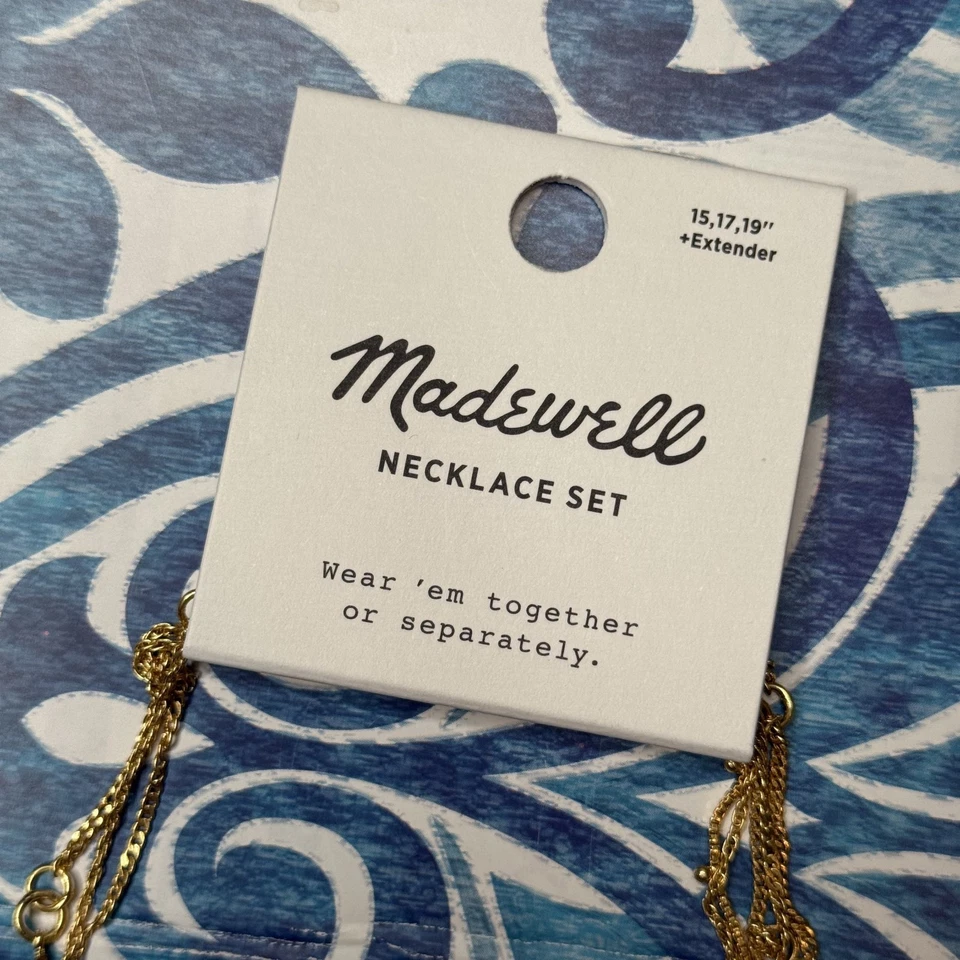 15,17,19"
+Extender
Madewell
NECKLACE SET
Wear 'em together
or separately.